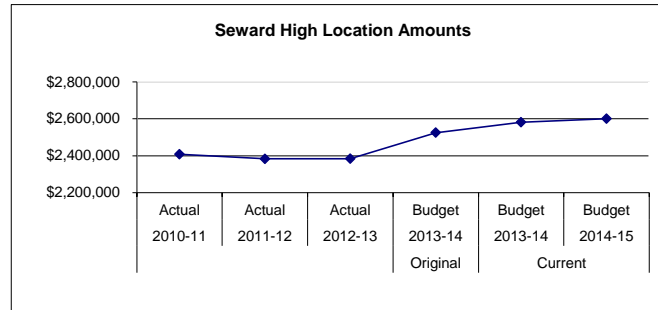 Seward High Location Amounts
$2,800,000
$2,600,000
$2,400,000
$2,200,000
Actual Actual Actual Budget Budget Budget
2010-11 2011-12 2012-13 2013-14 2013-14 2014-15
Original Current